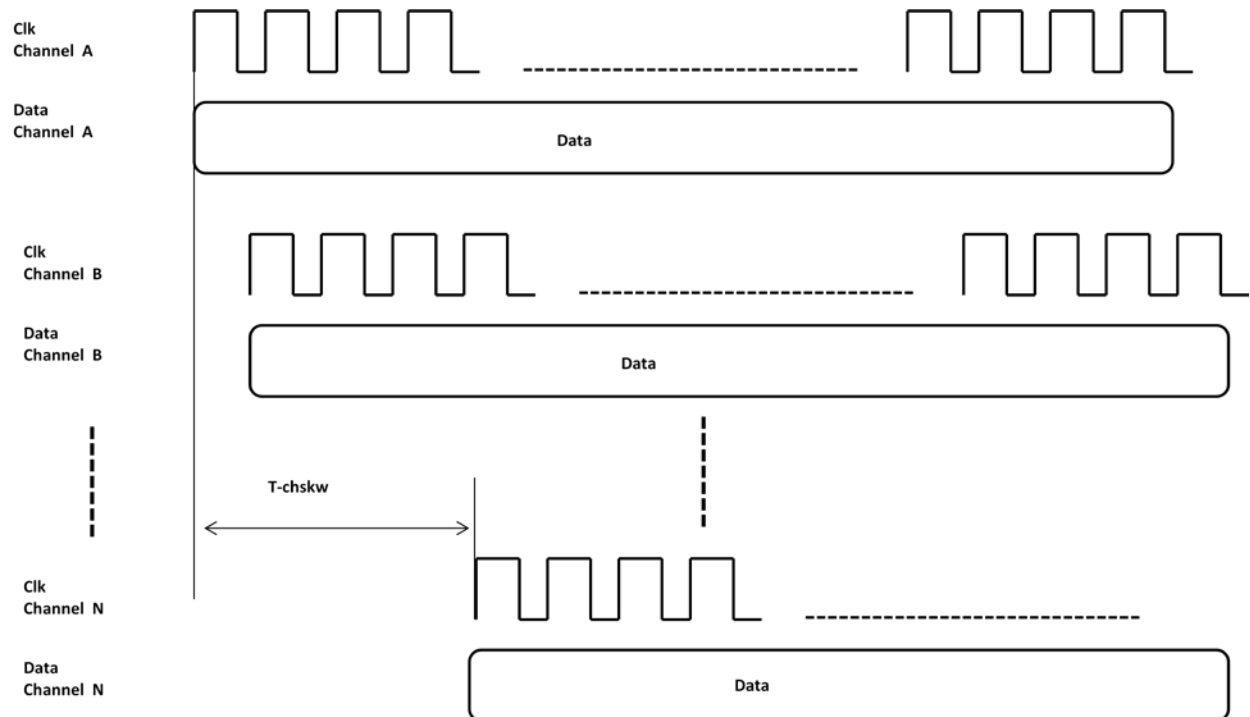 Clk
Channel A
Data
Channel A
Data
Clk
Channel B
Data
Channel B
Data
T-chskw
Clk
Channel N
Data
Channel N
Data